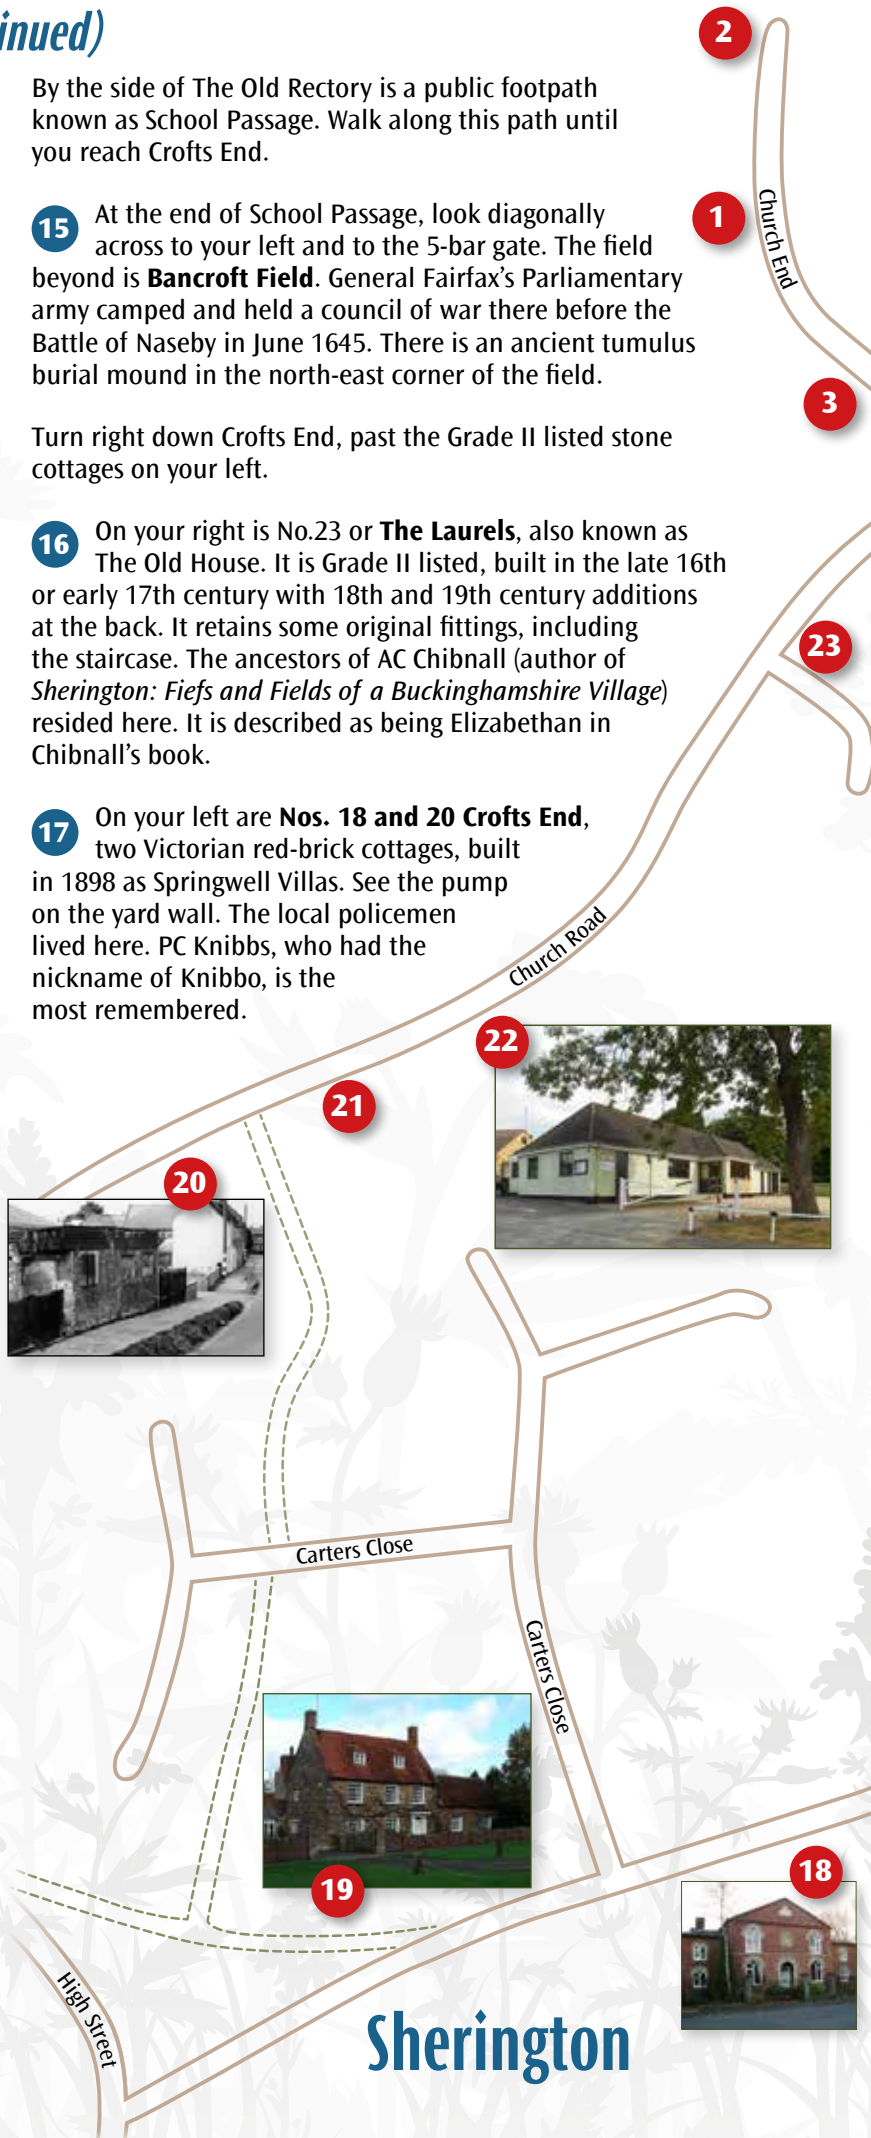 inued)
By the side of The Old Rectory is a public footpath
known as School Passage. Walk along this path until
you reach Crofts End.
15 At the end of School Passage, look diagonally
across to your left and to the 5-bar gate. The field
beyond is Bancroft Field. General Fairfax's Parliamentary
army camped and held a council of war there before the
Battle of Naseby in June 1645. There is an ancient tumulus
burial mound in the north-east corner of the field.
Turn right down Crofts End, past the Grade II listed stone
cottages on your left.
16 On your right is No.23 or The Laurels, also known as
The Old House. It is Grade II listed, built in the late 16th
or early 17th century with 18th and 19th century additions
at the back. It retains some original fittings, including
the staircase. The ancestors of AC Chibnall (author of
Sherington: Fiefs and Fields of a Buckinghamshire Village)
resided here. It is described as being Elizabethan in
Chibnall's book.
17 On your left are Nos. 18 and 20 Crofts End,
two Victorian red-brick cottages, built
in 1898 as Springwell Villas. See the pump
on the yard wall. The local policemen
lived here. PC Knibbs, who had the
nickname of Knibbo, is the
most remembered.
2
1
Church End
3
23
Church Road
22
21
20
Carters Close
Carters Close
19
18
High Street
Sherington